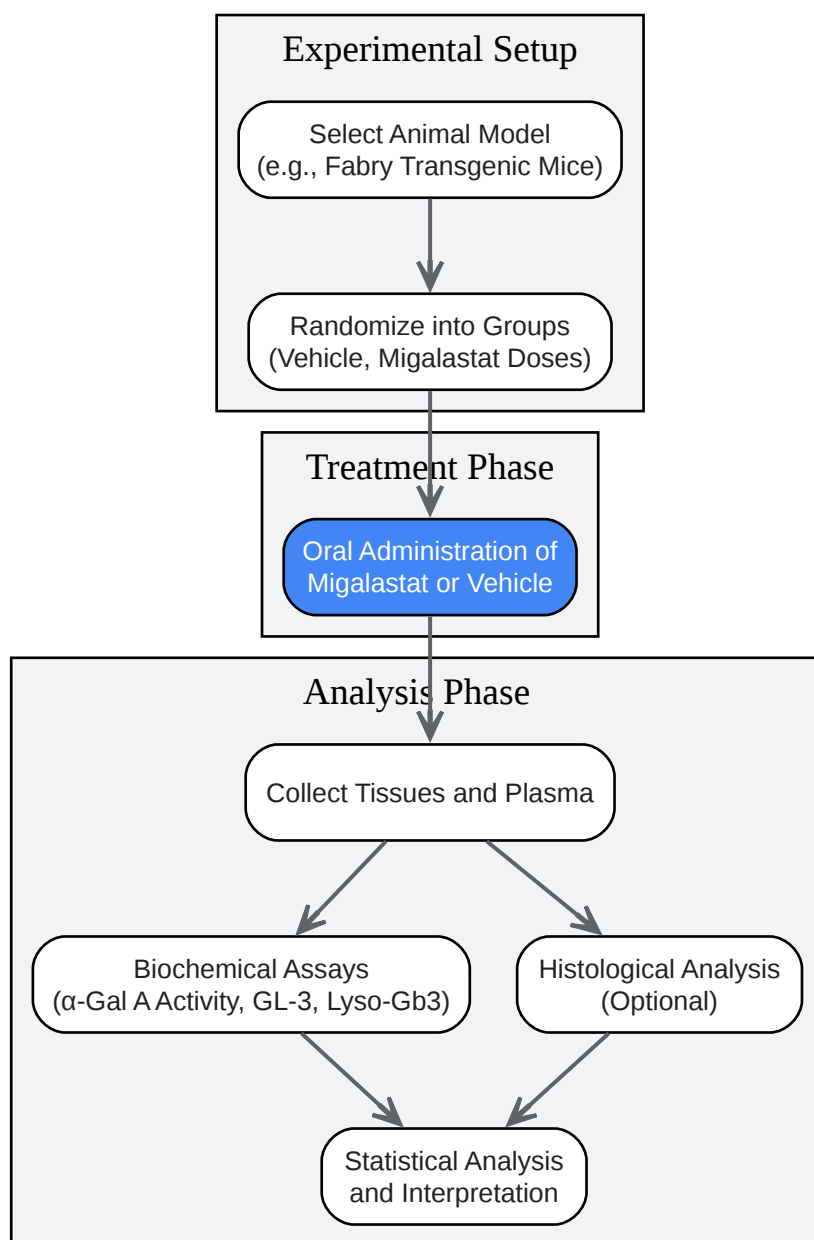 Experimental Setup
Select Animal Model
(e.g., Fabry Transgenic Mice)
Randomize into Groups
(Vehicle, Migalastat Doses)
Treatment Phase
Oral Administration of
Migalastat or Vehicle
Analysis Phase
Collect Tissues and Plasma
Biochemical Assays
(α-Gal A Activity, GL-3, Lyso-Gb3)
Histological Analysis
(Optional)
Statistical Analysis
and Interpretation